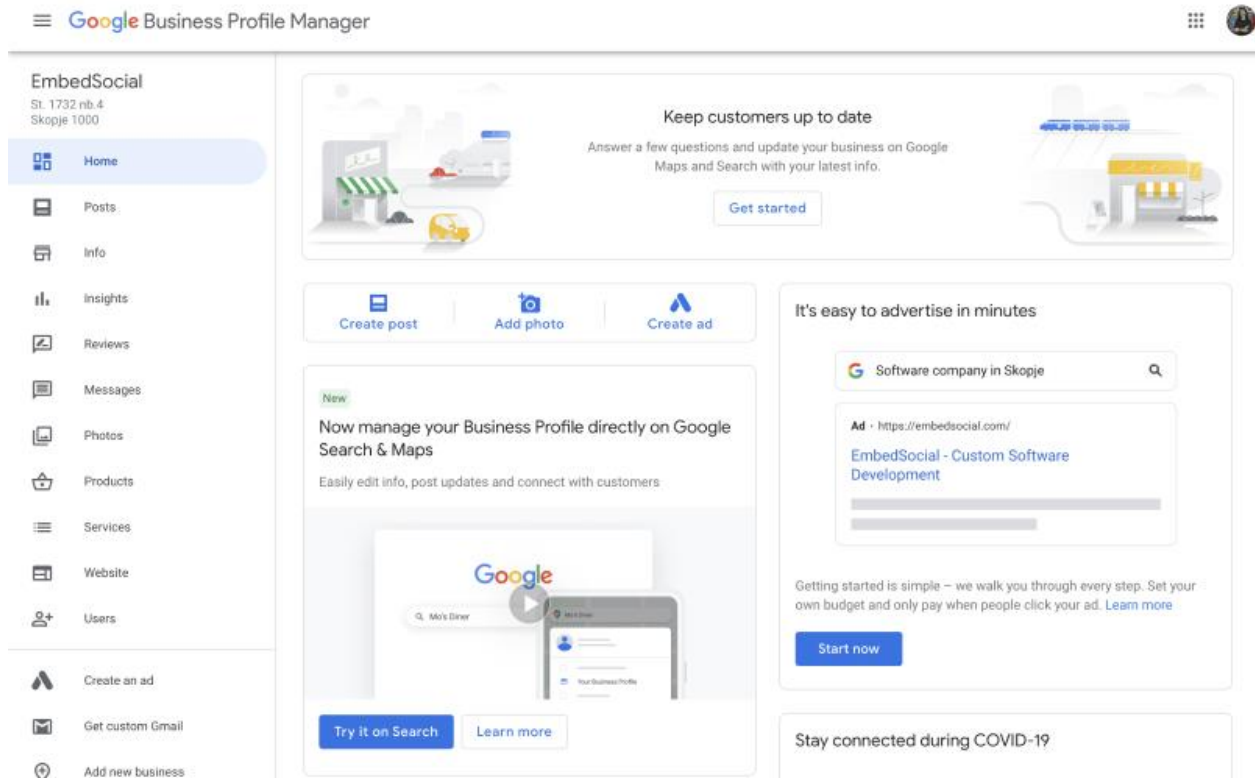 Google Business Profile Manager
EmbedSocial
St. 1732 nb.4
Skopje 1000
Home
Posts
Info
Insights
Reviews
Messages
Photos
Products
Services
Website
Users
Create an ad
Get custom Gmail
Add new business
Keep customers up to date
Answer a few questions and update your business on Google
Maps and Search with your latest info.
Get started
Create post
Add photo
Create ad
New
Now manage your Business Profile directly on Google
Search & Maps
Easily edit info, post updates and connect with customers
Google
Mo's Diner
Mo's Diner
Your Business Profile
Try it on Search
Learn more
It's easy to advertise in minutes
Software company in Skopje
Ad · https://embedsocial.com/
EmbedSocial - Custom Software
Development
Getting started is simple – we walk you through every step. Set your
own budget and only pay when people click your ad. Learn more
Start now
Stay connected during COVID-19